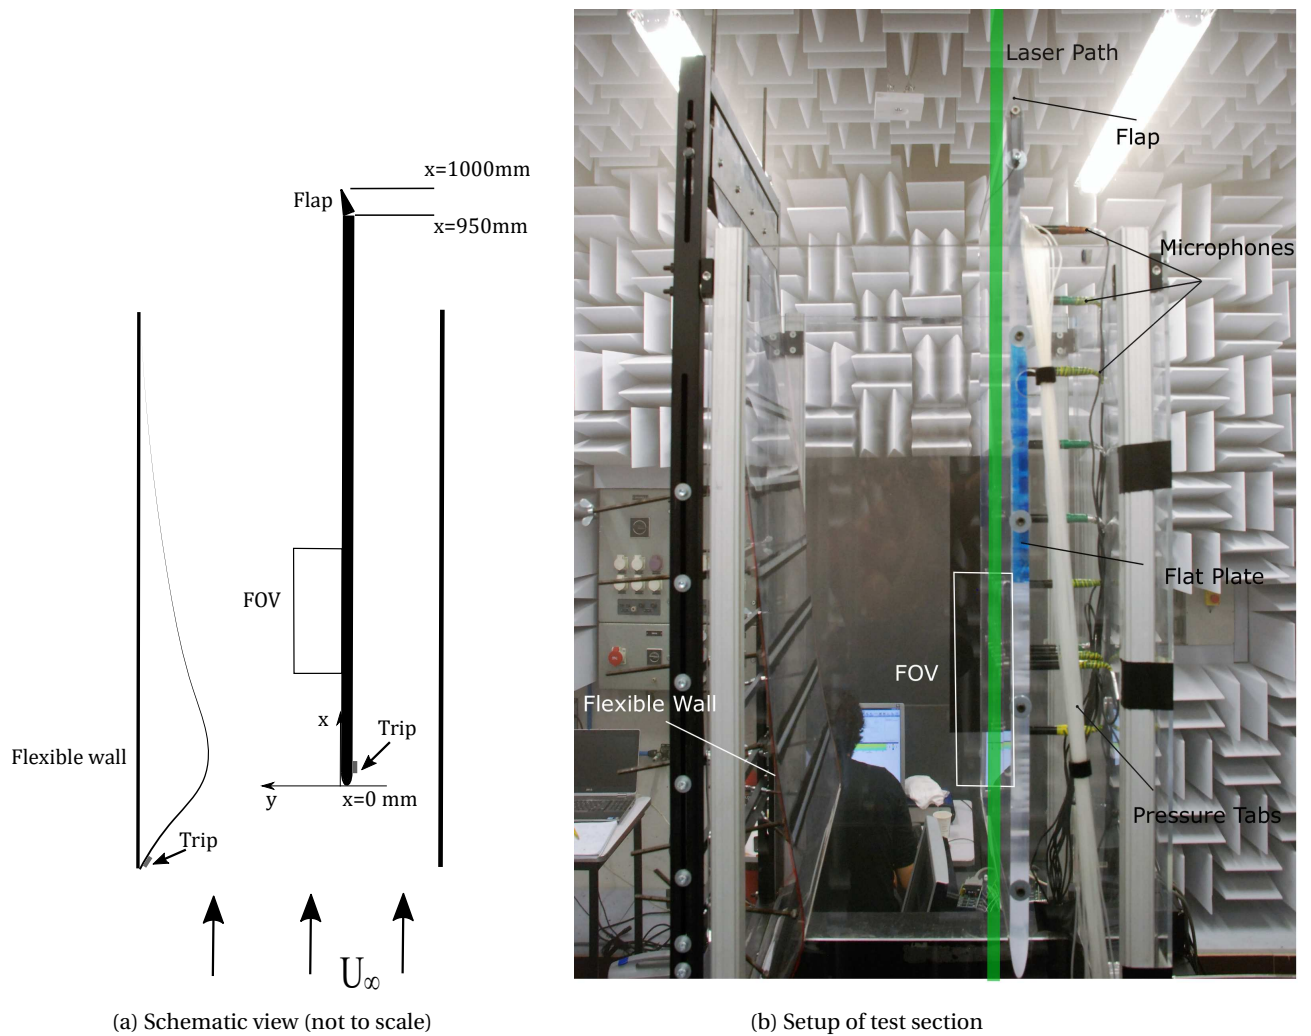 x=1000mm
Flap
x=950mm
FOV
x
Trip
Flexible wall
y
x=0 mm
Trip
U∞
(a) Schematic view (not to scale)
Laser Path
Flap
Microphones
Flat Plate
FOV
Flexible Wall
Pressure Tabs
(b) Setup of test section